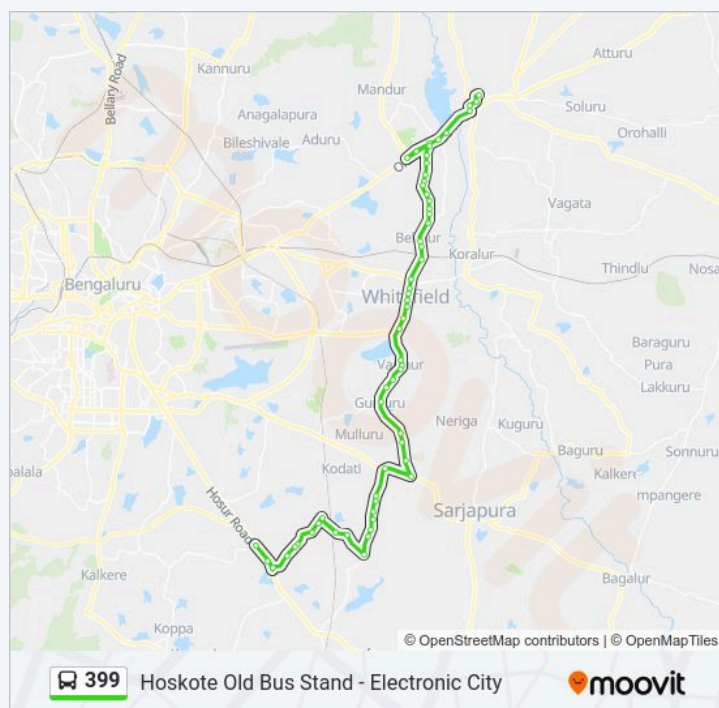 Atturu
Kannuru
Bellary Road
Mandur
Soluru
Anagalapura
Aduru
Bileshivale
Orohalli
Vagata
Koralur
Thindlu
Bengaluru
Whitefield
Baraguru
Pura
Lakkuru
Mulluru
Neriga
Kuguru
Kodati
Baguru
Sonnuru
Kalkeri
mpangere
Hosur Road
Sarjapura
Kalkere
Bagalur
Koppa
© OpenStreetMap contributors | © OpenMapTiles
399 Hoskote Old Bus Stand - Electronic City
moovit